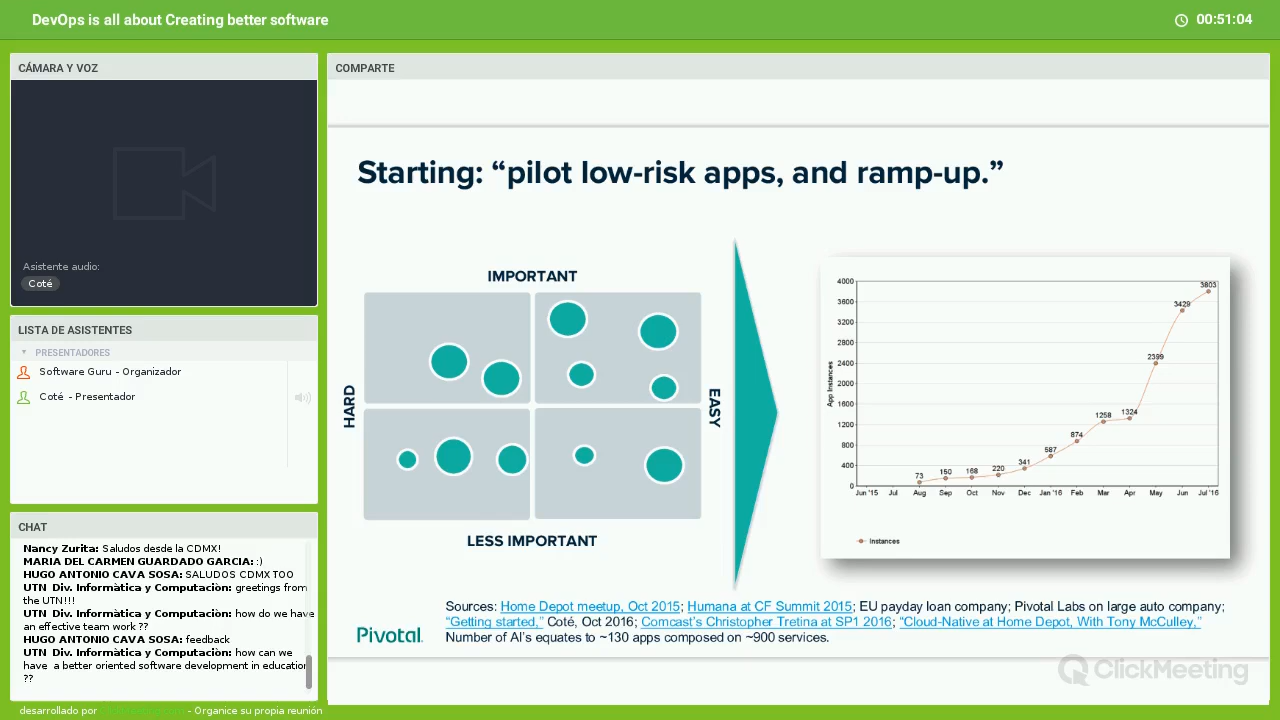 DevOps is all about Creating better software
00:51:04
CÁMARA Y VOZ
Asistente audio:
Coté
LISTA DE ASISTENTES
PRESENTADORES
Software Guru - Organizador
Coté - Presentador
CHAT
Nancy Zurita: Saludos desde la CDMX!
MARIA DEL CARMEN GUARDADO GARCIA: :)
HUGO ANTONIO CAVA SOSA: SALUDOS CDMX TOO
UTN Div. Informàtica y Computaciòn: greetings from
the UTN!!!
UTN Div. Informàtica y Computaciòn: how do we have
an effective team work ??
HUGO ANTONIO CAVA SOSA: feedback
UTN Div. Informàtica y Computaciòn: how can we
have a better oriented software development in education
??
desarrollado por
- Organice su propia reunión
COMPARTE
Starting: “pilot low-risk apps, and ramp-up.”
IMPORTANT
HARD
EASY
LESS IMPORTANT
App Instances
4000
3600
3200
2800
2400
2000
1600
1200
800
400
0
73
150
168
220
341
587
874
1258
1324
2399
3429
3803
Jun '15 Jul Aug Sep Oct Nov Dec Jan '16 Feb Mar Apr May Jun Jul '16
Instances
Pivotal
Sources: Home Depot meetup, Oct 2015; Humana at CF Summit 2015; EU payday loan company; Pivotal Labs on large auto company;
“Getting started,” Coté, Oct 2016; Comcast’s Christopher Tretina at SP1 2016; “Cloud-Native at Home Depot, With Tony McCulley,”
Number of AI’s equates to ~130 apps composed on ~900 services.
ClickMeeting